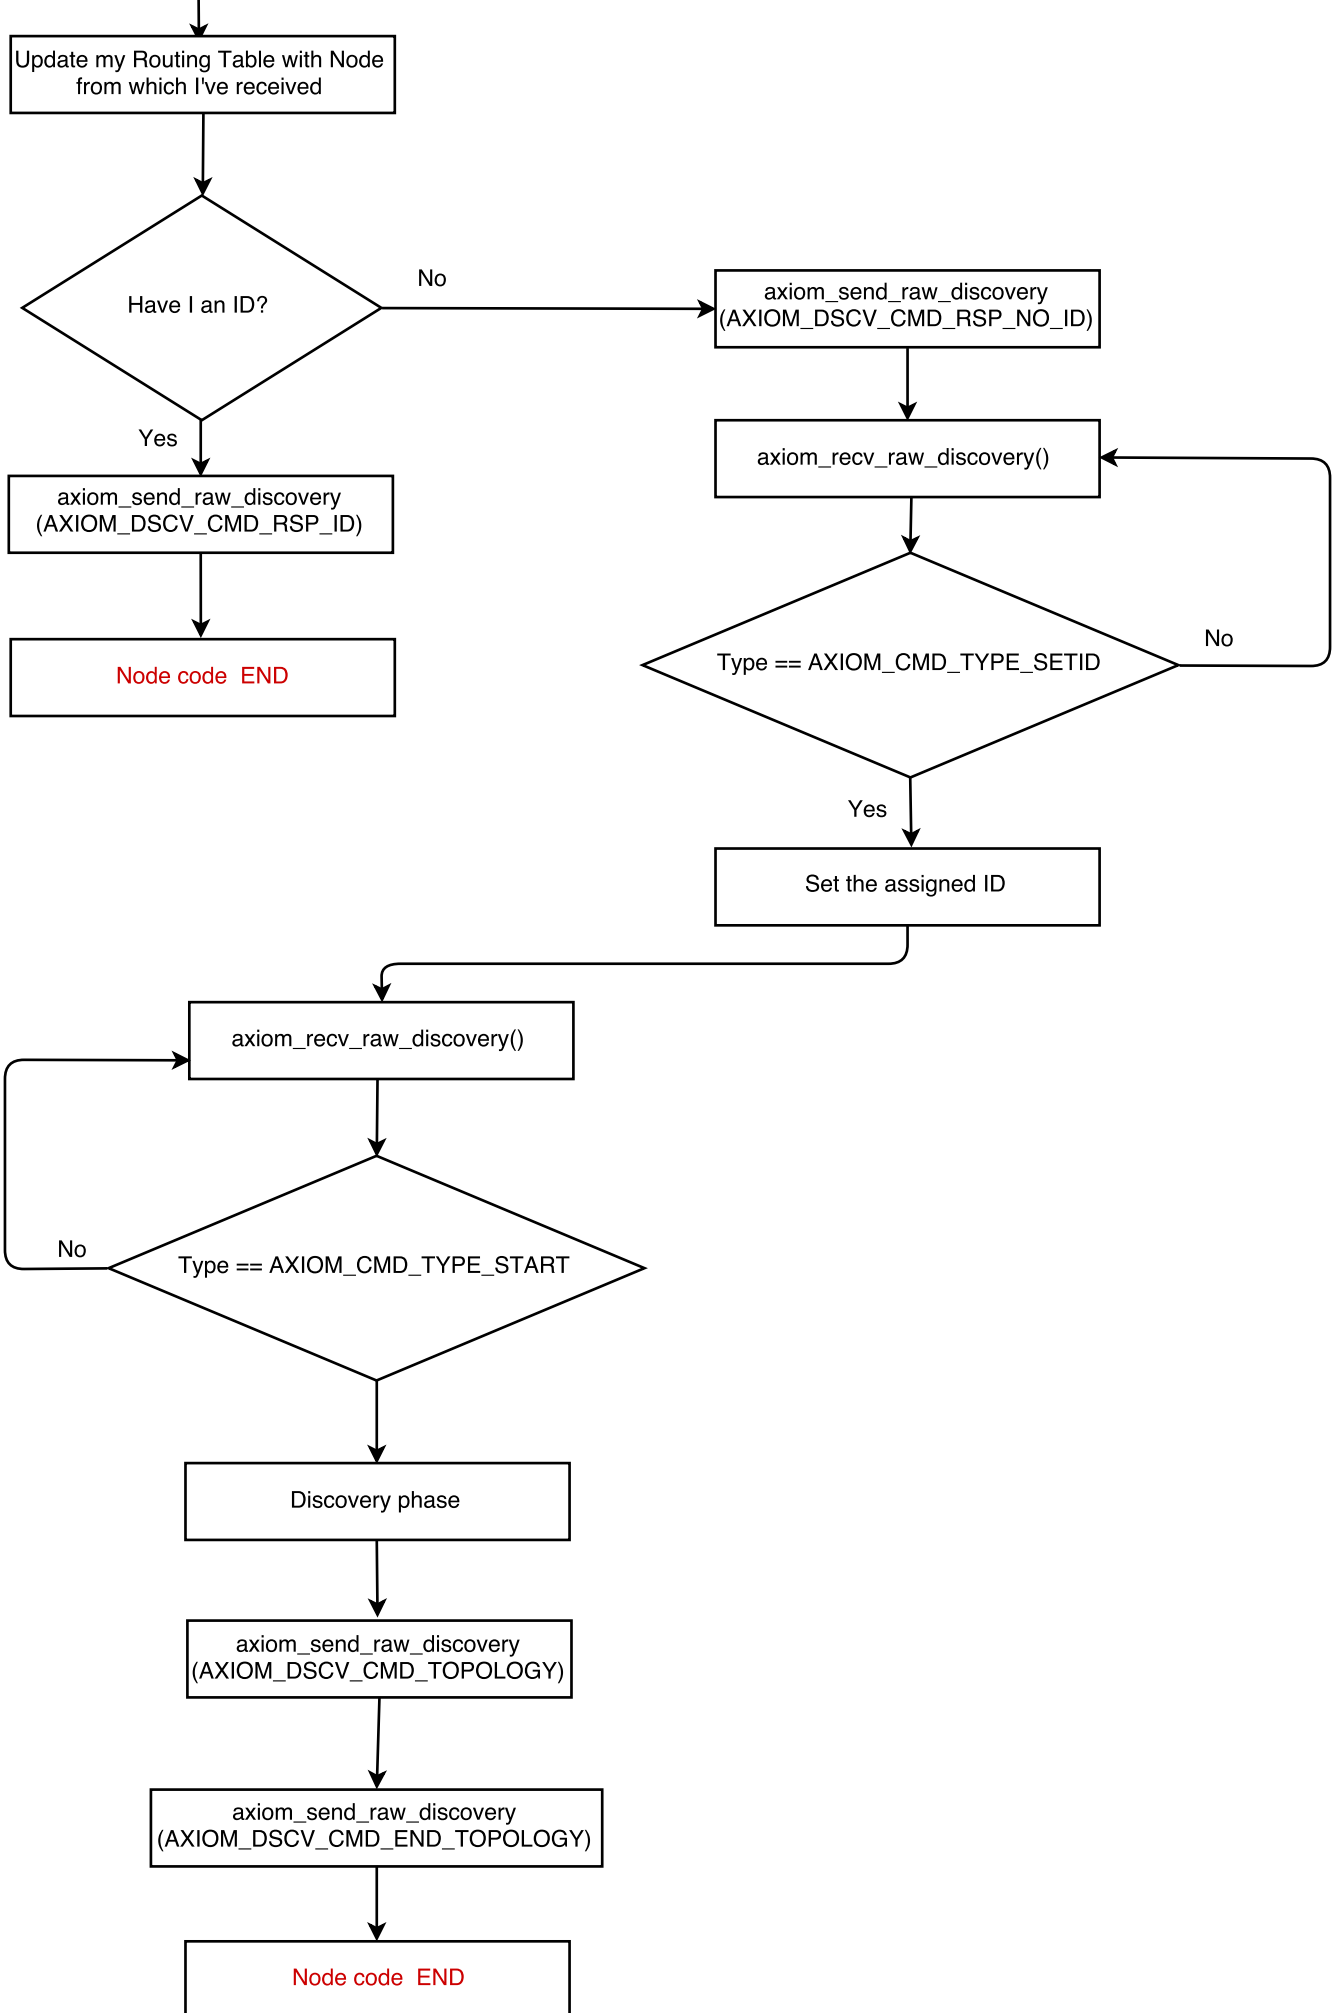 Update my Routing Table with Node
from which I've received
Have I an ID?
No
axiom_send_raw_discovery
(AXIOM_DSCV_CMD_RSP_NO_ID)
Yes
axiom_recv_raw_discovery()
axiom_send_raw_discovery
(AXIOM_DSCV_CMD_RSP_ID)
No
Type == AXIOM_CMD_TYPE_SETID
Node code  END
Yes
Set the assigned ID
axiom_recv_raw_discovery()
No
Type == AXIOM_CMD_TYPE_START
Discovery phase
axiom_send_raw_discovery
(AXIOM_DSCV_CMD_TOPOLOGY)
axiom_send_raw_discovery
(AXIOM_DSCV_CMD_END_TOPOLOGY)
Node code  END